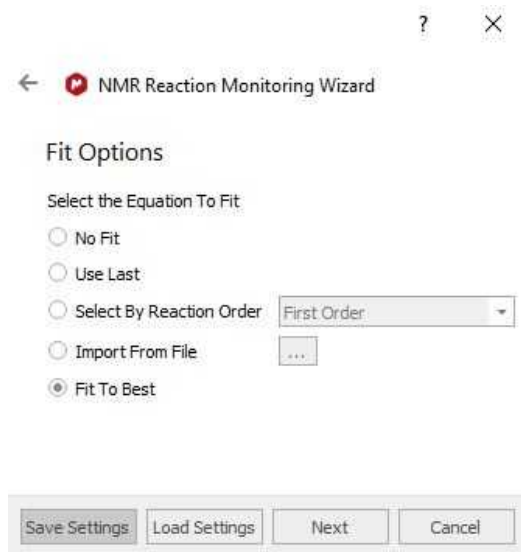 ?
NMR Reaction Monitoring Wizard
Fit Options
Select the Equation To Fit
No Fit
Use Last
Select By Reaction Order First Order
Import From File ...
Fit To Best
Save Settings Load Settings Next Cancel